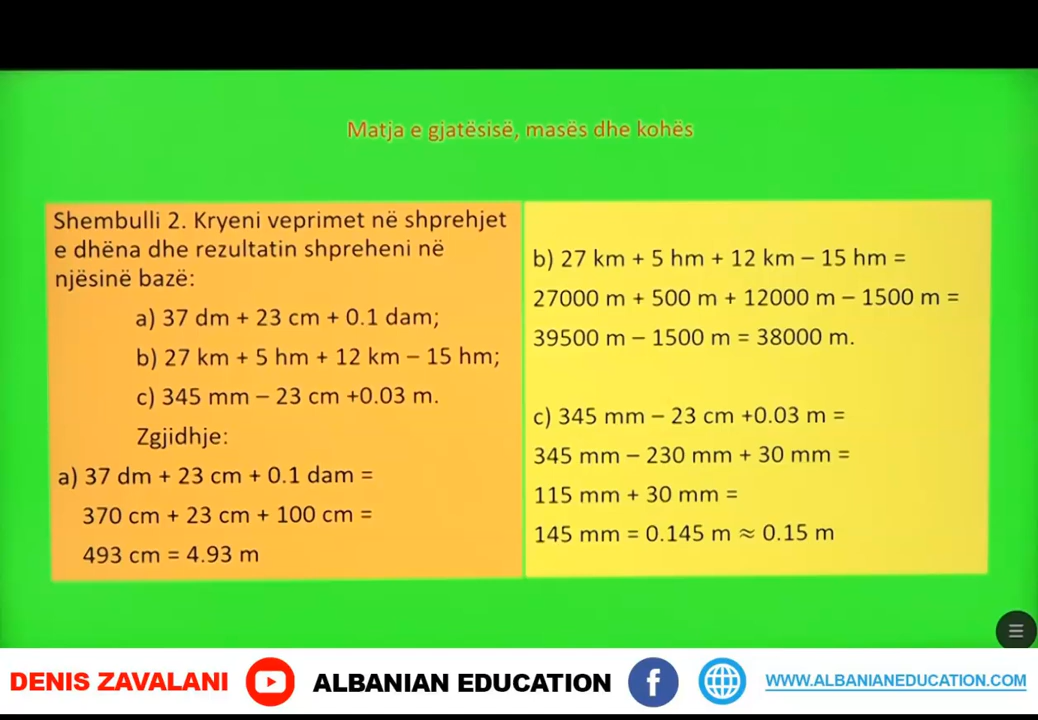 Matja e gjatësisë, masës dhe kohës
Shembulli 2. Kryeni veprimet në shprehjet
e dhëna dhe rezultatin shpreheni në
njësinë bazë:
a) 37 dm + 23 cm + 0.1 dam;
b) 27 km + 5 hm + 12 km – 15 hm;
c) 345 mm – 23 cm +0.03 m.
Zgjidhje:
a) 37 dm + 23 cm + 0.1 dam =
370 cm + 23 cm + 100 cm =
493 cm = 4.93 m
b) 27 km + 5 hm + 12 km – 15 hm =
27000 m + 500 m + 12000 m – 1500 m =
39500 m – 1500 m = 38000 m.
c) 345 mm – 23 cm +0.03 m =
345 mm – 230 mm + 30 mm =
115 mm + 30 mm =
145 mm = 0.145 m ≈ 0.15 m
DENIS ZAVALANI ALBANIAN EDUCATION f WWW.ALBANIANEDUCATION.COM